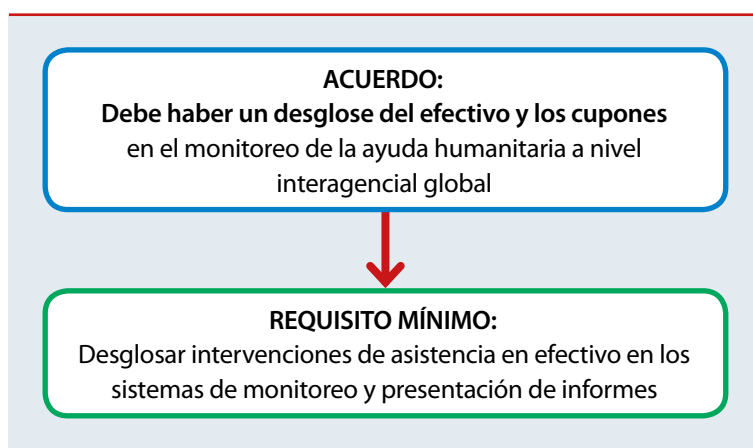 ACUERDO:
Debe haber un desglose del efectivo y los cupones
en el monitoreo de la ayuda humanitaria a nivel
interagencial global
REQUISITO MÍNIMO:
Desglosar intervenciones de asistencia en efectivo en los
sistemas de monitoreo y presentación de informes